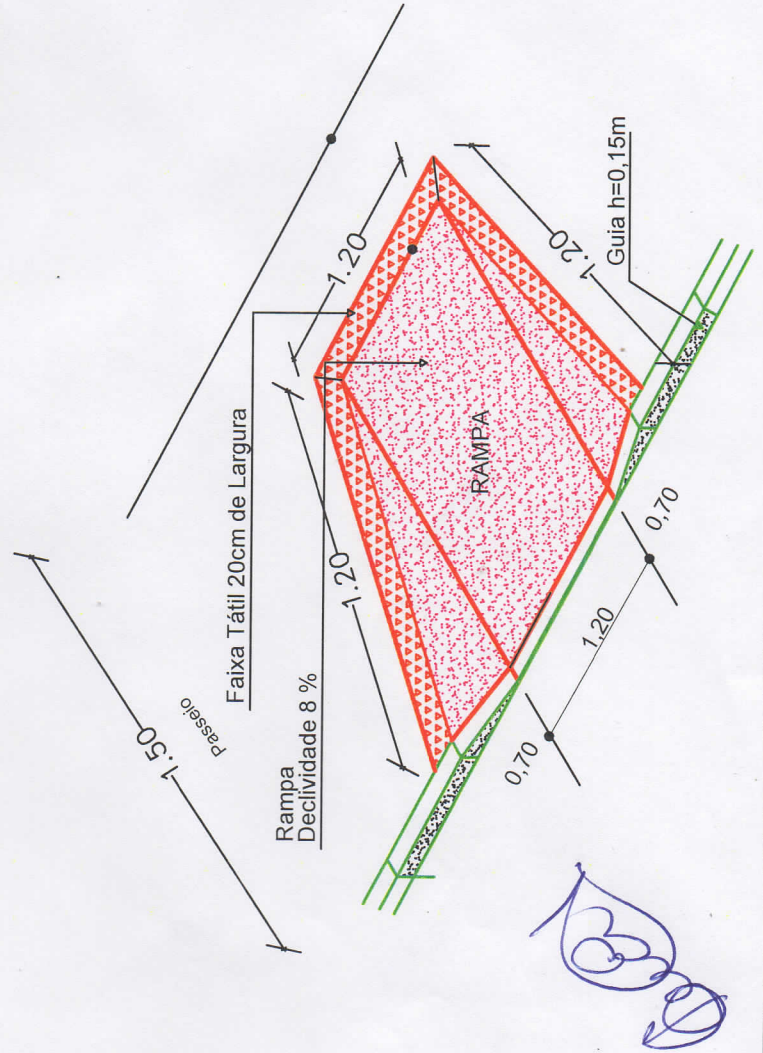 1.50
Passeio
Faixa Tátil 20cm de Largura
Rampa
Declividade 8 %
1.20
1.20
1.20
RAMPA
Guia h=0,15m
0,70
1,20
0,70